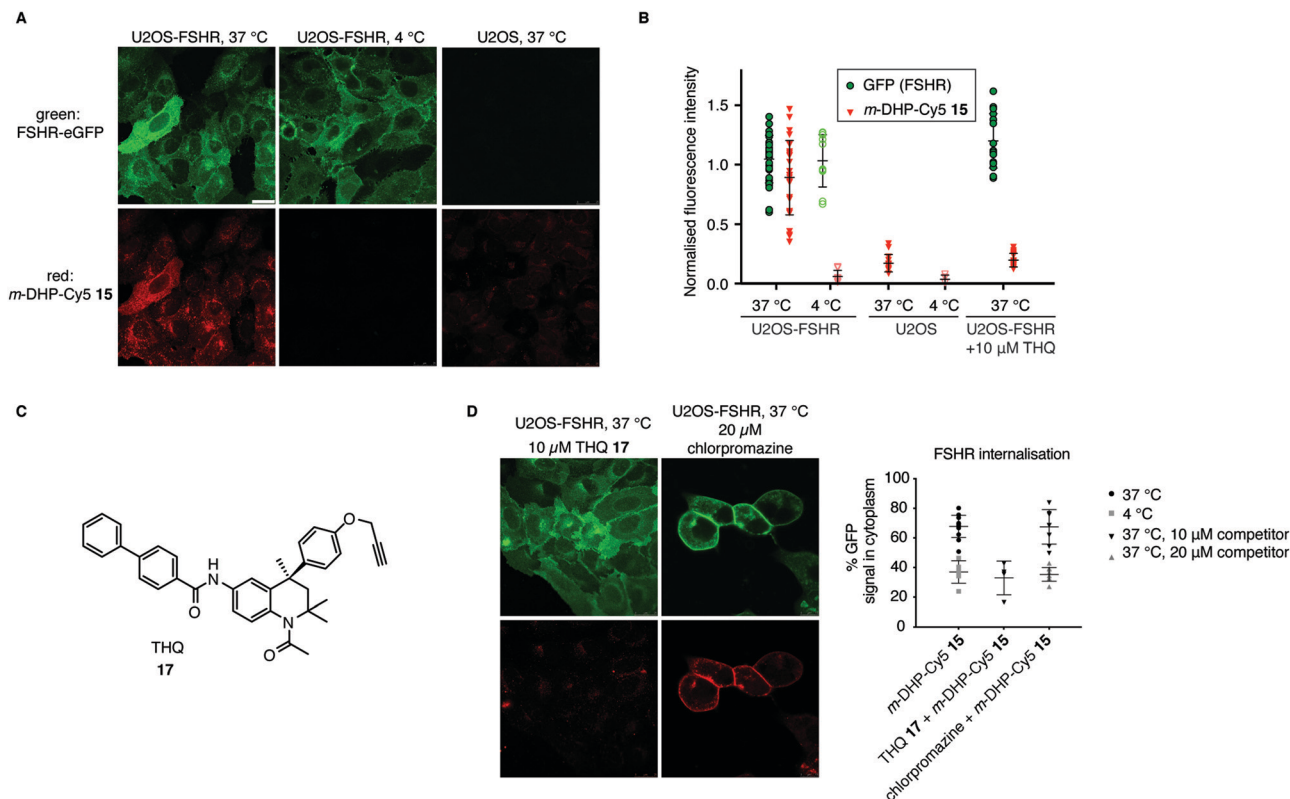 A
U2OS-FSHR, 37 °C
U2OS-FSHR, 4 °C
U2OS, 37 °C
green:
FSHR-eGFP
red:
m-DHP-Cy5 15
B
GFP (FSHR)
m-DHP-Cy5 15
Normalised fluorescence intensity
1.5
1.0
0.5
0.0
37 °C
4 °C
37 °C
4 °C
37 °C
U2OS-FSHR
U2OS
U2OS-FSHR
+10 μM THQ
C
O
H
N
O
N
O
THQ
17
D
U2OS-FSHR, 37 °C
10 μM THQ 17
U2OS-FSHR, 37 °C
20 μM
chlorpromazine
FSHR internalisation
% GFP
signal in cytoplasm
100
80
60
40
20
0
m-DHP-Cy5 15
THQ 17 + m-DHP-Cy5 15
chlorpromazine + m-DHP-Cy5 15
37 °C
4 °C
37 °C, 10 μM competitor
37 °C, 20 μM competitor